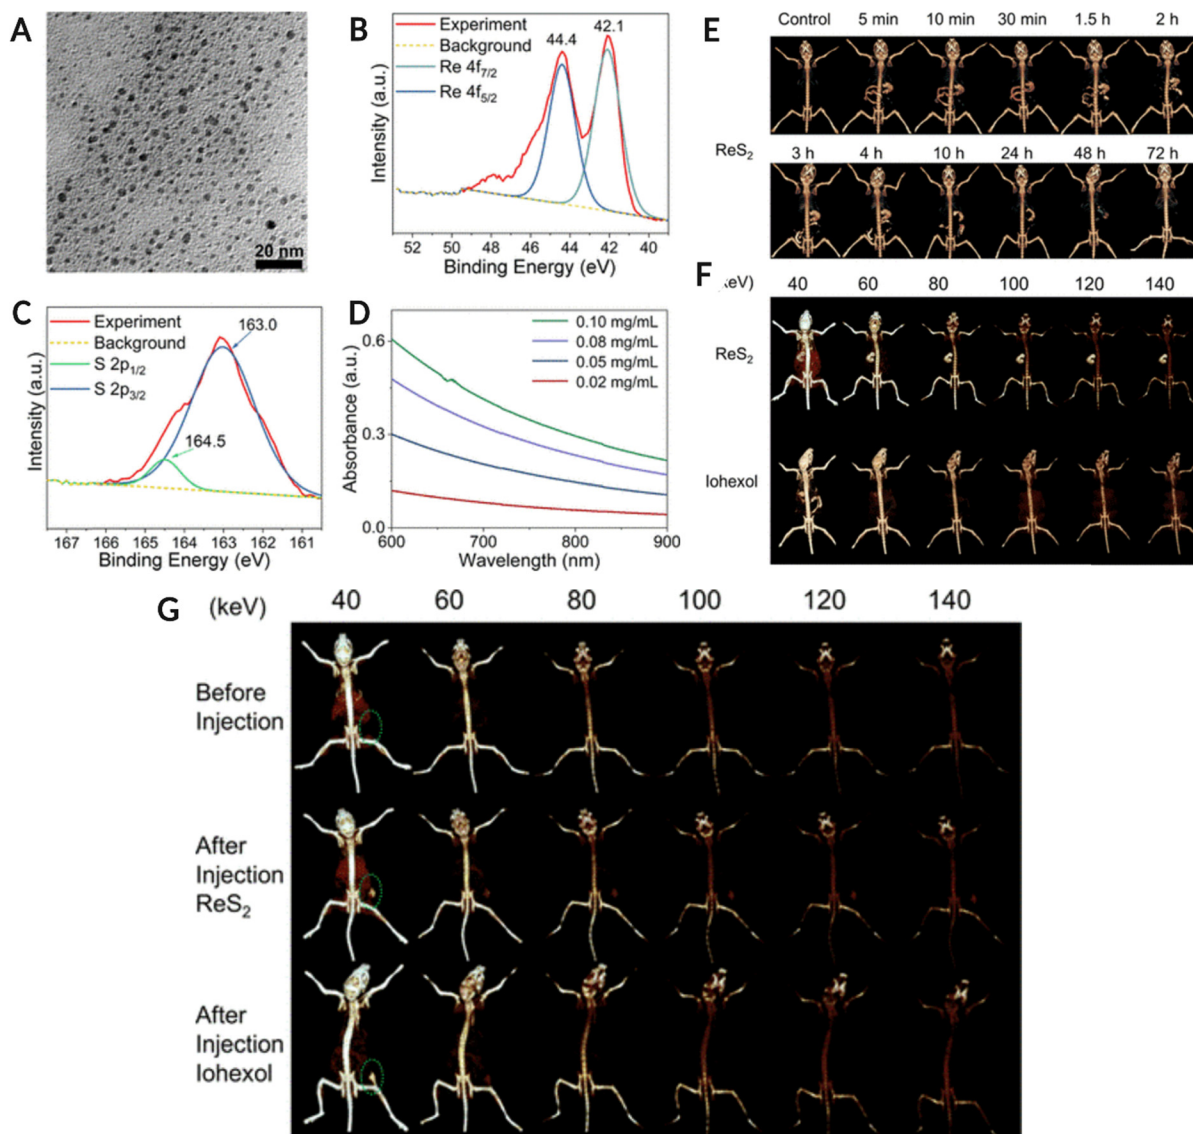 A
20 nm
B
Experiment
Background
Re 4f7/2
Re 4f5/2
44.4
42.1
Intensity (a.u.)
52 50 48 46 44 42 40
Binding Energy (eV)
C
Experiment
Background
S 2p1/2
S 2p3/2
163.0
164.5
Intensity (a.u.)
167 166 165 164 163 162 161
Binding Energy (eV)
D
0.10 mg/mL
0.08 mg/mL
0.05 mg/mL
0.02 mg/mL
Absorbance (a.u.)
0.6
0.3
0.0
600 700 800 900
Wavelength (nm)
E
Control 5 min 10 min 30 min 1.5 h 2 h
ReS2
3 h 4 h 10 h 24 h 48 h 72 h
F
keV) 40 60 80 100 120 140
ReS2
Iohexol
G
(keV) 40 60 80 100 120 140
Before
Injection
After
Injection
ReS2
After
Injection
Iohexol